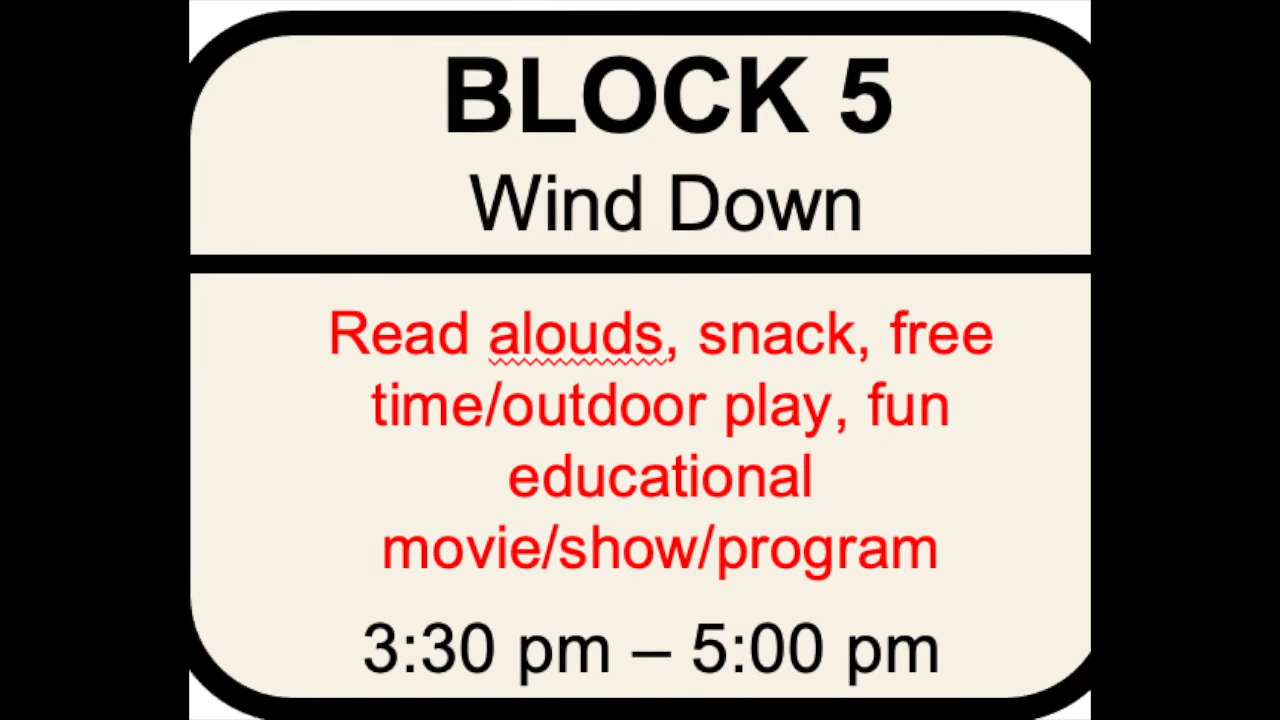 BLOCK 5
Wind Down
Read alouds, snack, free
time/outdoor play, fun
educational
movie/show/program
3:30 pm – 5:00 pm